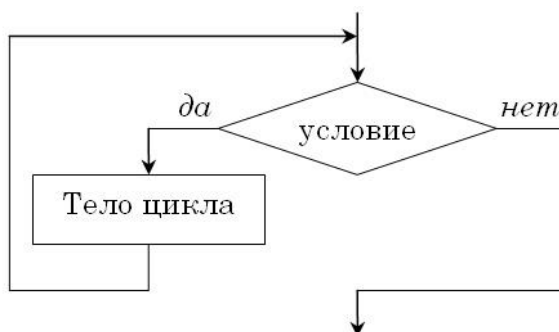 да
нет
условие
Тело цикла